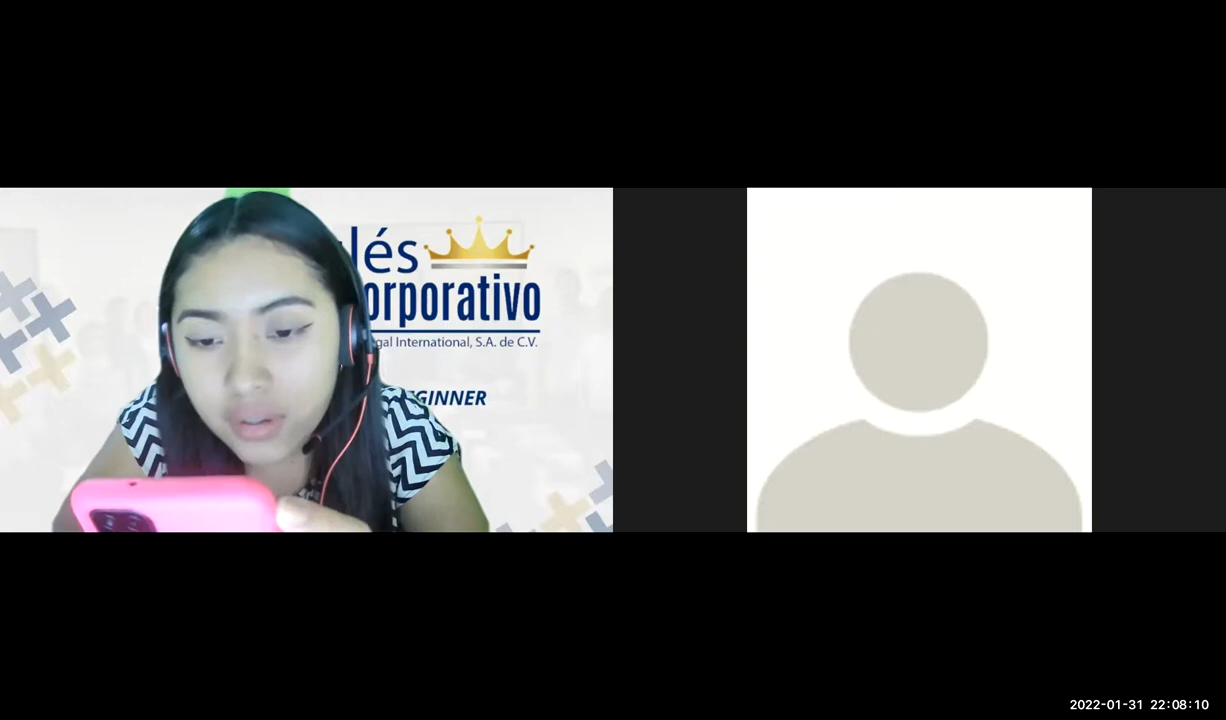 lés
orporativo
gal International, S.A. de C.V.
GINNER
2022-01-31 22:08:10